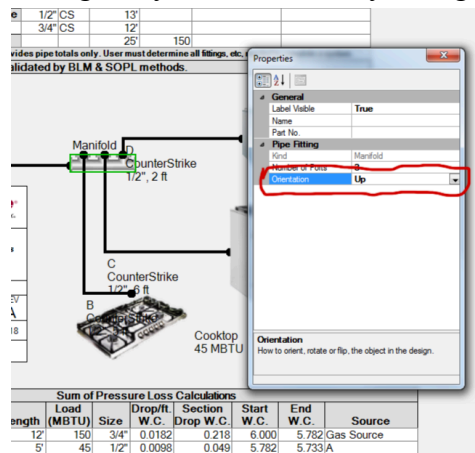 1/2" CS 13'
3/4" CS 12'
25' 150
vides pipe totals only. User must determine all fittings, etc,
alidated by BLM & SOPL methods.
Properties
General
Label Visible True
Name
Part No.
Pipe Fitting
Kind Manifold
Number of Ports 3
Orientation Up
Manifold
D
CounterStrike
1/2", 2 ft
C
CounterStrike
1/2", 6 ft
B
CounterStrike
Cooktop
45 MBTU
EV
A
18
Orientation
How to orient, rotate or flip, the object in the design.
Sum of Pressure Loss Calculations
ength Load (MBTU) Size Drop/ft. W.C. Section Drop W.C. Start W.C. End W.C. Source
12' 150 3/4" 0.0182 0.218 6.000 5.782 Gas Source
5' 45 1/2" 0.0098 0.049 5.782 5.733 A